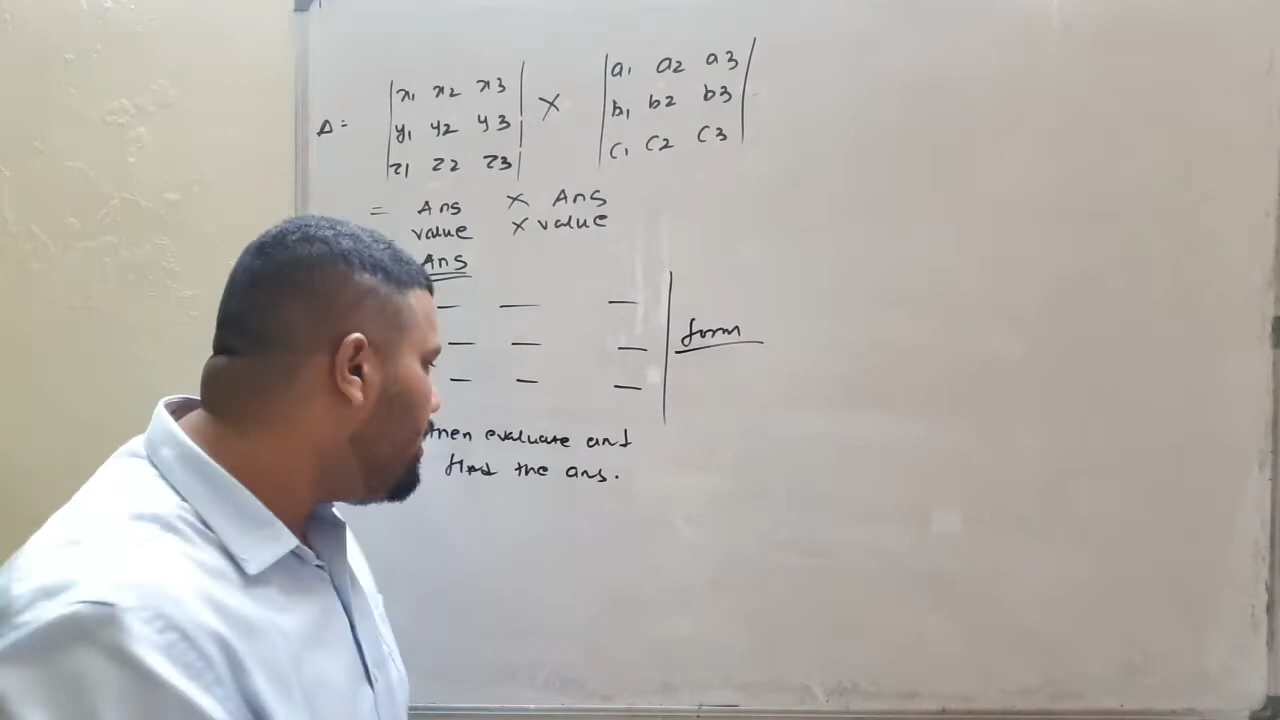 Δ = | x1 x2 x3 | × | a1 a2 a3 |
| y1 y2 y3 | | b1 b2 b3 |
| z1 z2 z3 | | c1 c2 c3 |
= Ans × Ans
value × value
Ans
form
then evaluate and
find the ans.